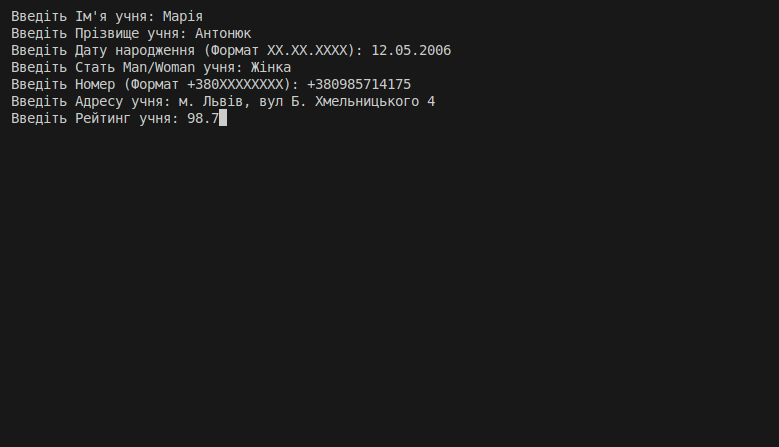 Введіть Ім'я учня: Марія
Введіть Прізвище учня: Антонюк
Введіть Дату народження (Формат XX.XX.XXXX): 12.05.2006
Введіть Стать Man/Woman учня: Жінка
Введіть Номер (Формат +380XXXXXXXX): +380985714175
Введіть Адресу учня: м. Львів, вул Б. Хмельницького 4
Введіть Рейтинг учня: 98.7